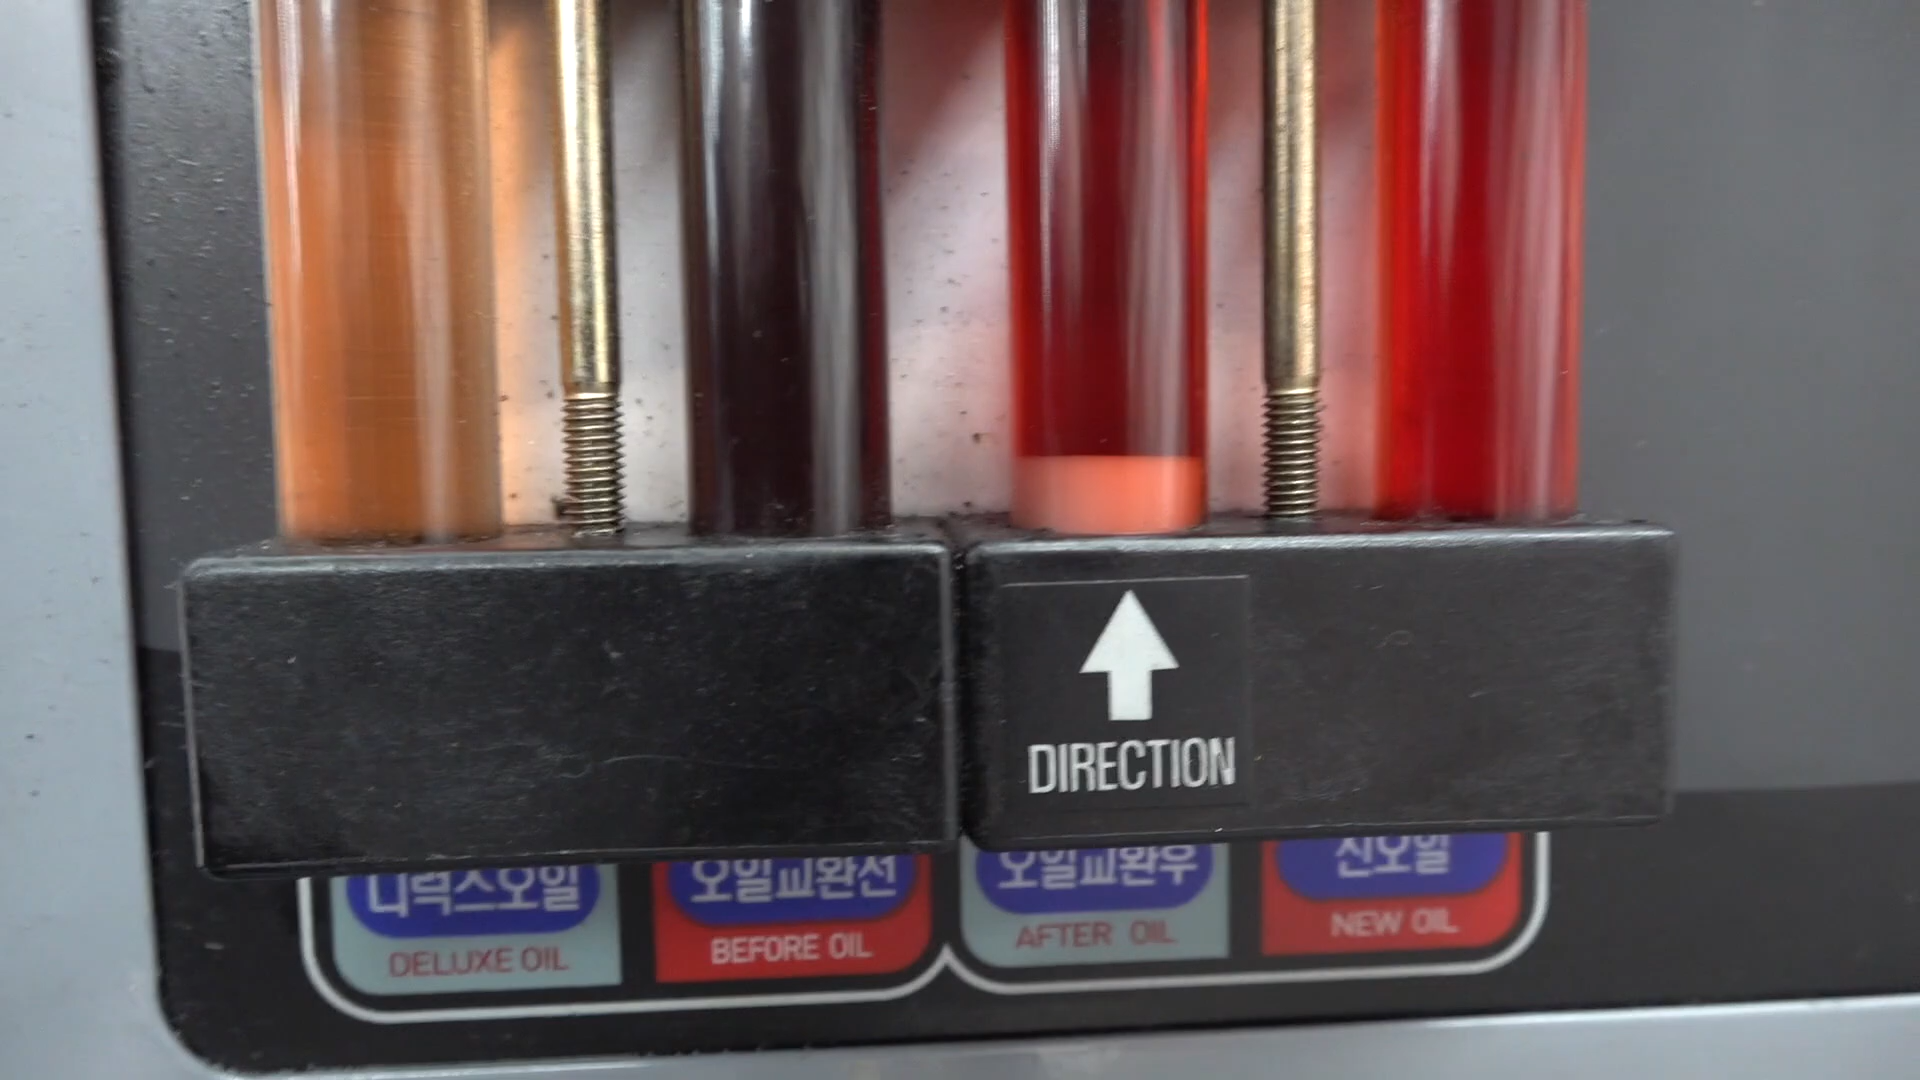 DIRECTION
디럭스오일
DELUXE OIL
오일교환전
BEFORE OIL
오일교환후
AFTER OIL
신오일
NEW OIL